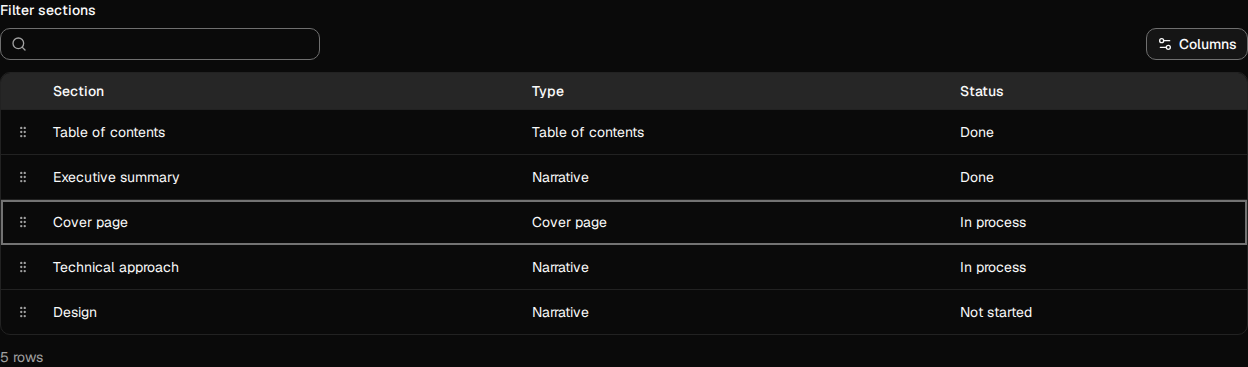 Filter sections
Columns
Section Type Status
Table of contents Table of contents Done
Executive summary Narrative Done
Cover page Cover page In process
Technical approach Narrative In process
Design Narrative Not started
5 rows